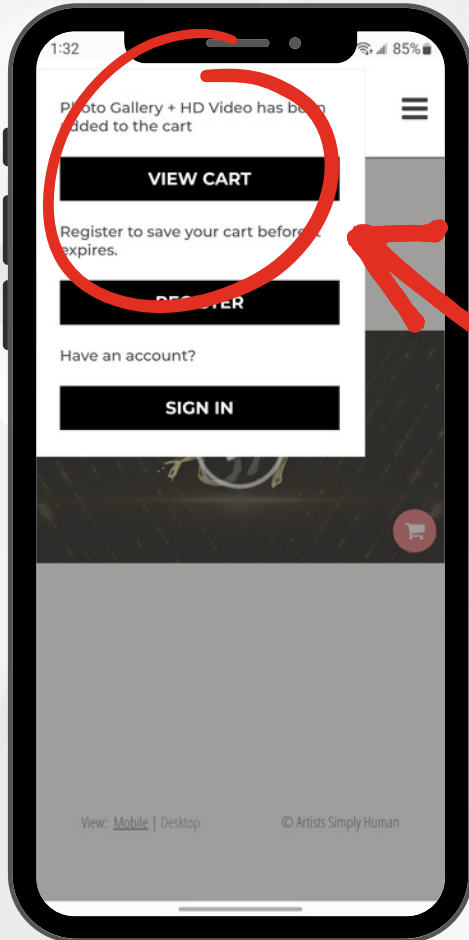 1:32
85%
Photo Gallery + HD Video has been
added to the cart
VIEW CART
Register to save your cart before it
expires.
REGISTER
Have an account?
SIGN IN
View: Mobile | Desktop
© Artists Simply Human